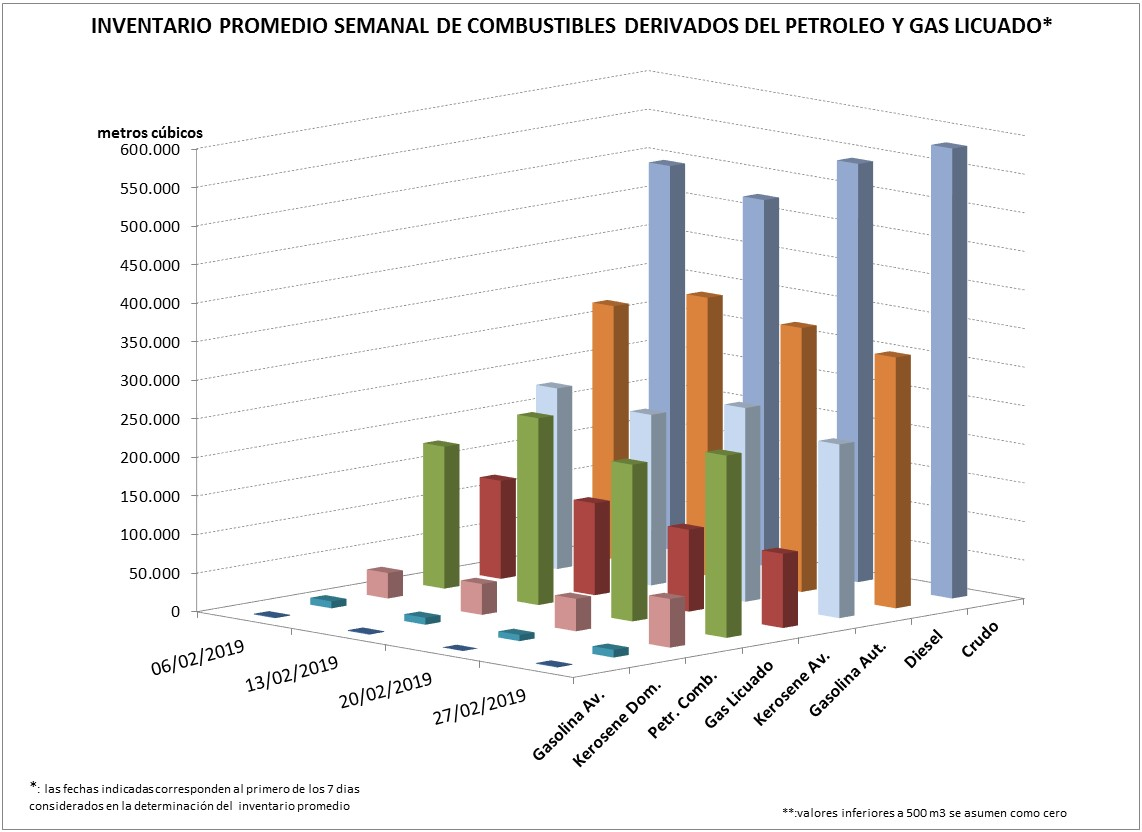 INVENTARIO PROMEDIO SEMANAL DE COMBUSTIBLES DERIVADOS DEL PETROLEO Y GAS LICUADO*
metros cúbicos
600.000
550.000
500.000
450.000
400.000
350.000
300.000
250.000
200.000
150.000
100.000
50.000
0
06/02/2019
13/02/2019
20/02/2019
27/02/2019
Gasolina Av.
Kerosene Dom.
Petr. Comb.
Gas Licuado
Kerosene Av.
Gasolina Aut.
Diesel
Crudo
*: las fechas indicadas corresponden al primero de los 7 dias
considerados en la determinación del inventario promedio
**:valores inferiores a 500 m3 se asumen como cero